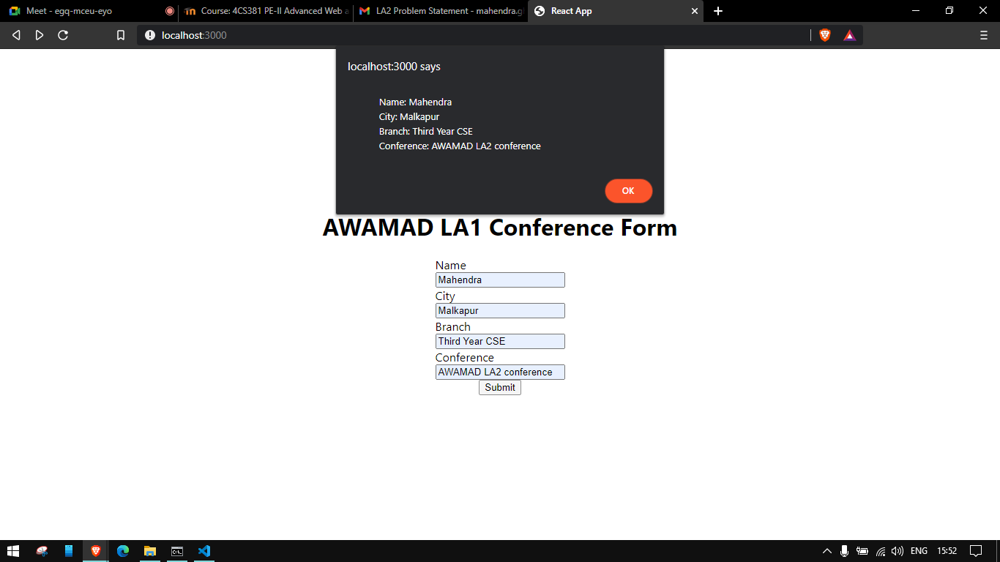 Meet - egq-mceu-eyo
Course: 4CS381 PE-II Advanced Web a
LA2 Problem Statement - mahendra.g
React App
localhost:3000
localhost:3000 says
Name: Mahendra
City: Malkapur
Branch: Third Year CSE
Conference: AWAMAD LA2 conference
OK
AWAMAD LA1 Conference Form
Name
Mahendra
City
Malkapur
Branch
Third Year CSE
Conference
AWAMAD LA2 conference
Submit
ENG
15:52